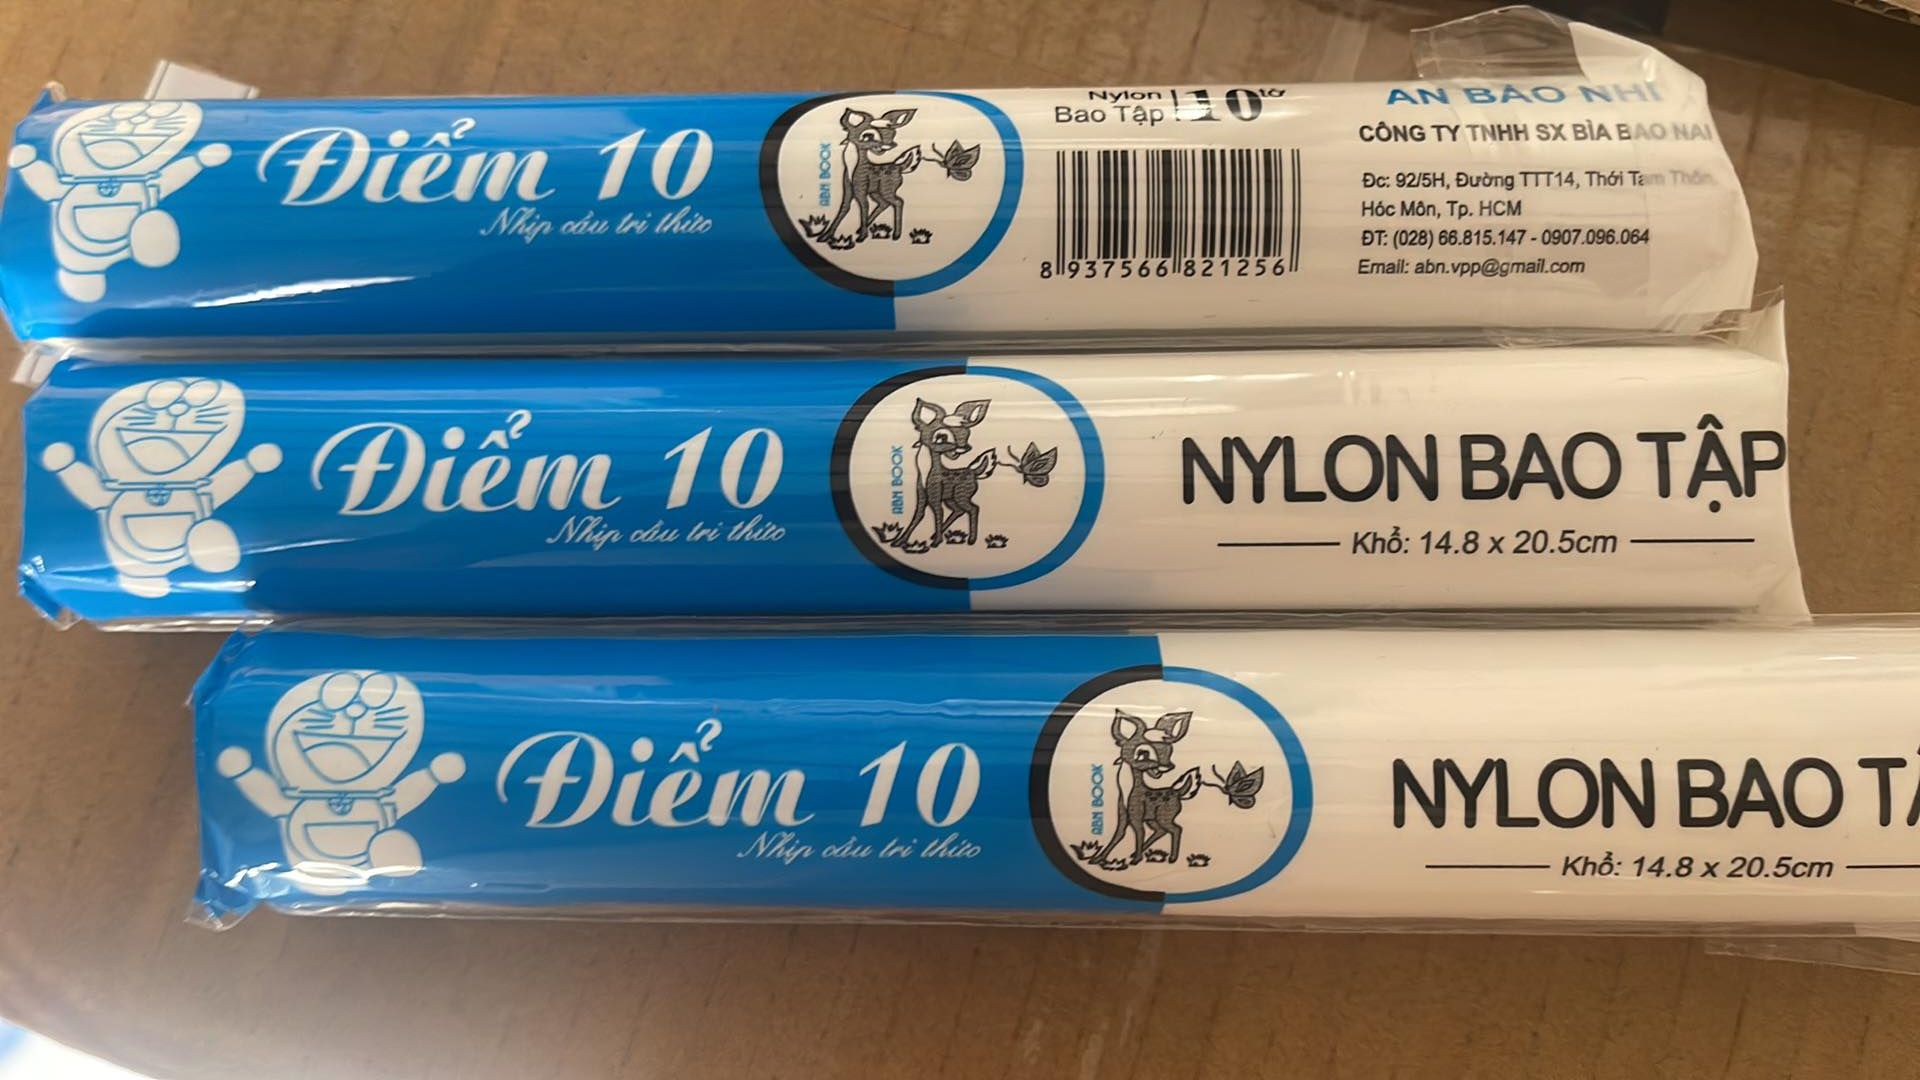 Điểm 10
Nhịp cầu tri thức
ABN BOOK
Nylon
Bao Tập
10 tờ
8 937566 821256
AN BẢO NHI
CÔNG TY TNHH SX BÌA BAO NAI
Đc: 92/5H, Đường TTT14, Thới Tam Thôn,
Hóc Môn, Tp. HCM
ĐT: (028) 66.815.147 - 0907.096.064
Email: abn.vpp@gmail.com
Điểm 10
Nhịp cầu tri thức
ABN BOOK
NYLON BAO TẬP
Khổ: 14.8 x 20.5cm
Điểm 10
Nhịp cầu tri thức
ABN BOOK
NYLON BAO
Khổ: 14.8 x 20.5cm